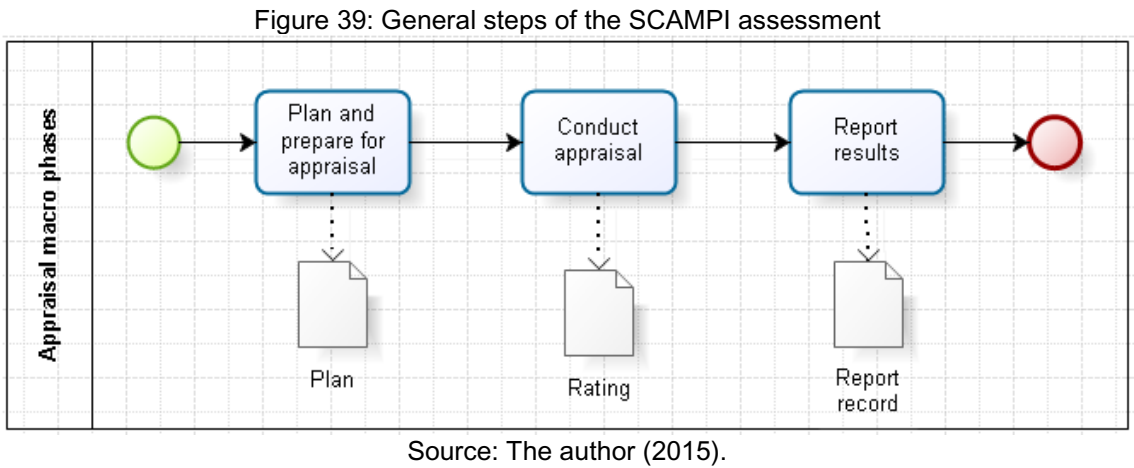 Figure 39: General steps of the SCAMPI assessment
Appraisal macro phases
Plan and
prepare for
appraisal
Conduct
appraisal
Report
results
Plan
Rating
Report
record
Source: The author (2015).